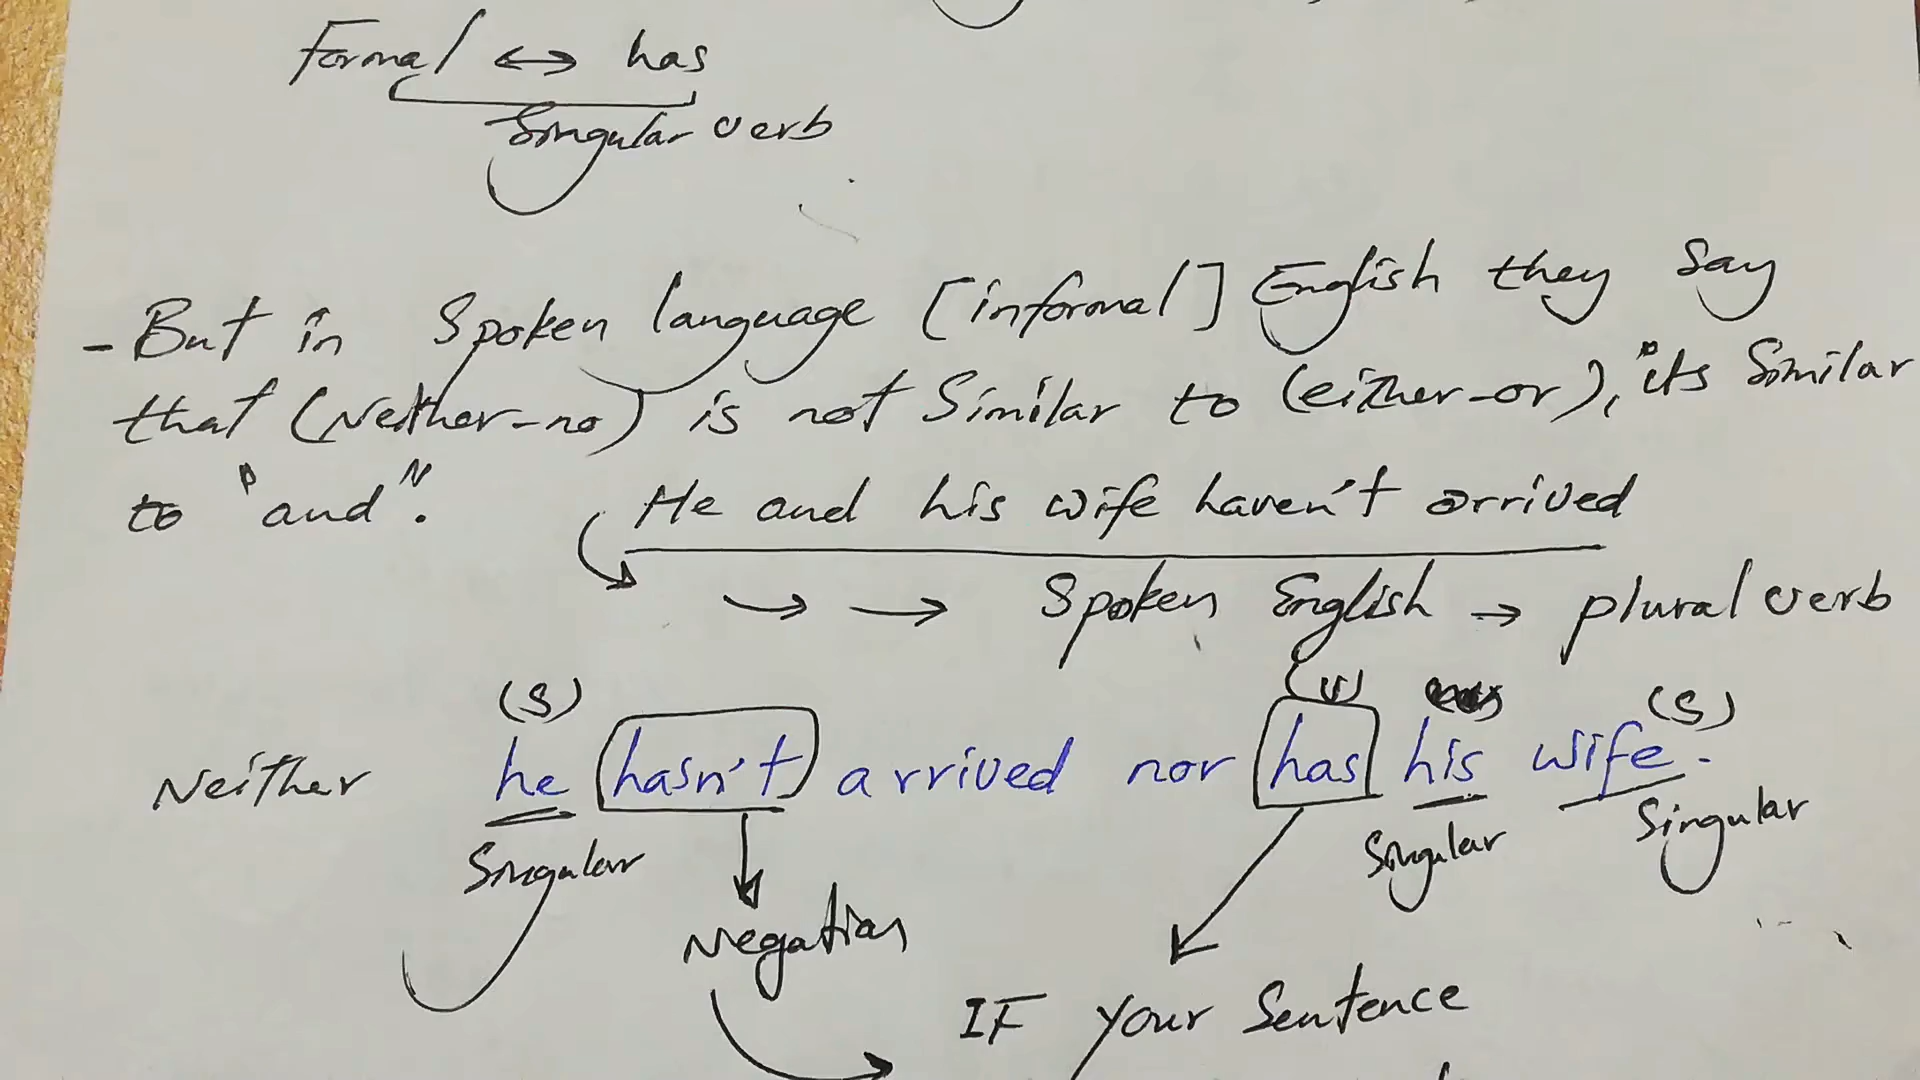 Formal ↔ has
Singular verb
- But in Spoken language [informal] English they say
that (Neither-no) is not Similar to (either-or), "its Similar
to "and".
He and his wife haven't arrived
→ → Spoken English → plural verb
(S) (v) (S)
Neither he hasn't arrived nor has his wife.
Singular Singular Singular
Negation
IF your Sentence